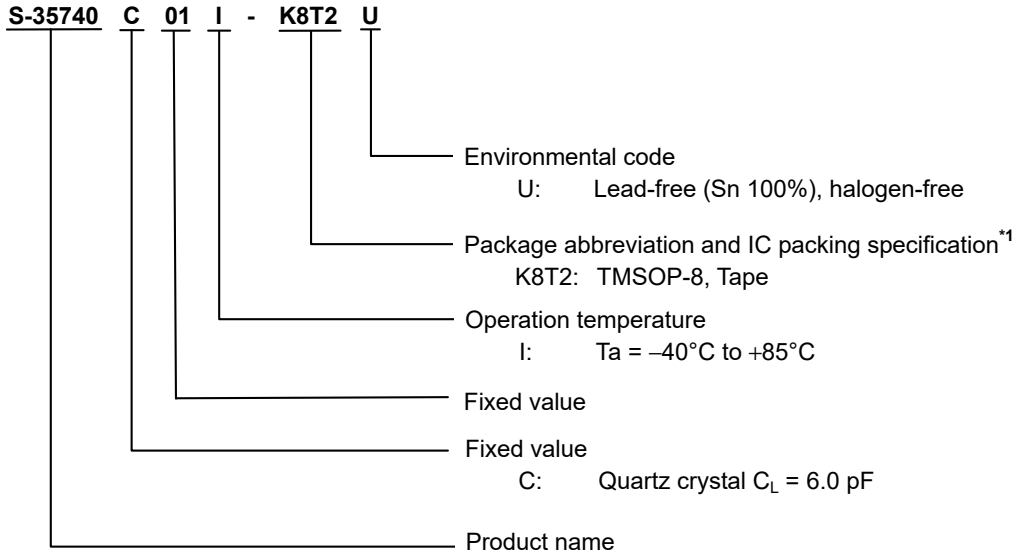 S-35740 C 01 I - K8T2 U
Environmental code
U: Lead-free (Sn 100%), halogen-free
Package abbreviation and IC packing specification*1
K8T2: TMSOP-8, Tape
Operation temperature
I: Ta = −40°C to +85°C
Fixed value
Fixed value
C: Quartz crystal CL = 6.0 pF
Product name